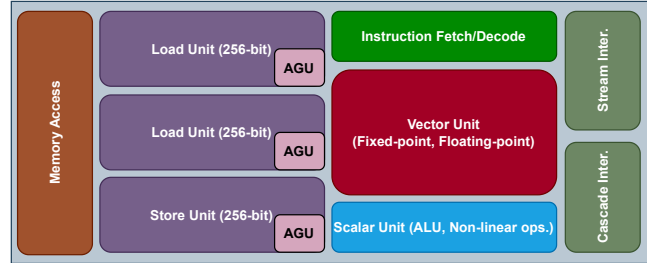 Memory Access
Load Unit (256-bit)
AGU
Load Unit (256-bit)
AGU
Store Unit (256-bit)
AGU
Instruction Fetch/Decode
Vector Unit
(Fixed-point, Floating-point)
Scalar Unit (ALU, Non-linear ops.)
Stream Inter.
Cascade Inter.